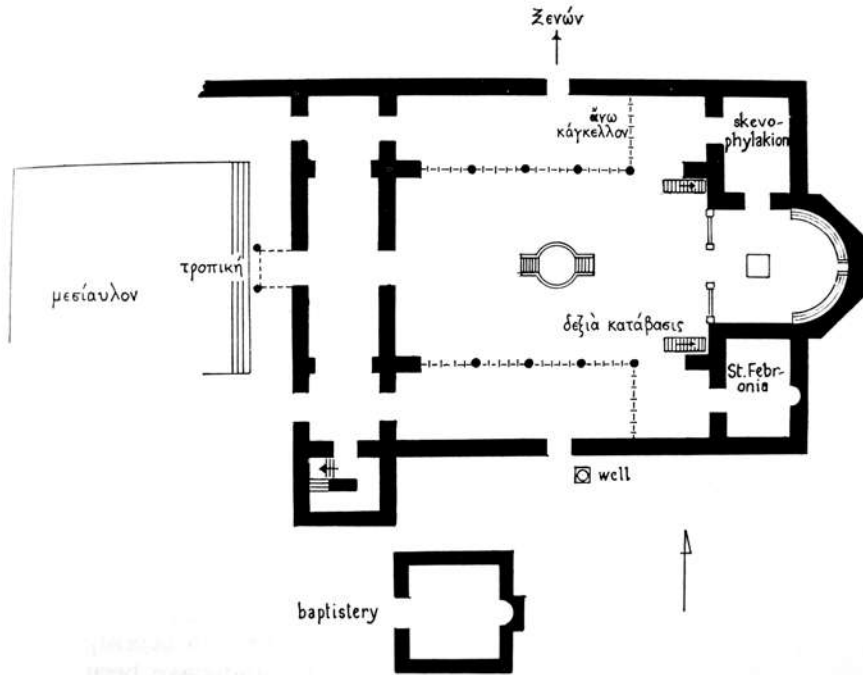 ξενών
ἄνω
κάγκελλον
skevo-
phylakion
τροπική
μεσίαυλον
δεξιὰ κατάβασις
St. Febr-
onia
well
baptistery